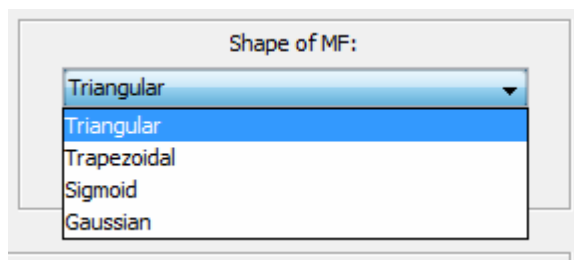 Shape of MF:
Triangular
Triangular
Trapezoidal
Sigmoid
Gaussian